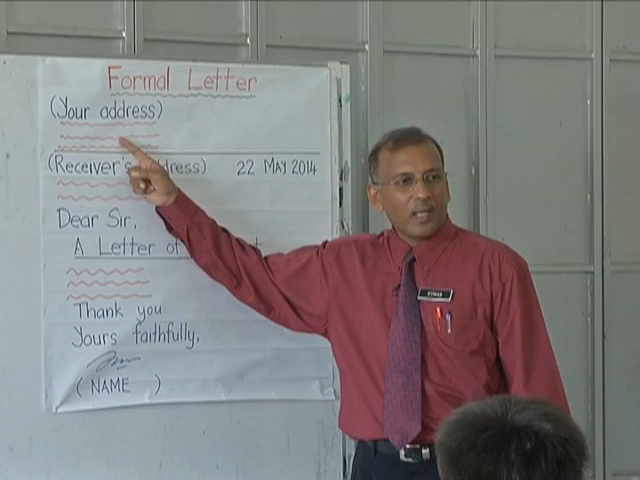 Formal Letter
(Your address)
(Receiver's address) 22 MAY 2014
Dear Sir,
A Letter of
Thank you
Yours faithfully,
(NAME )